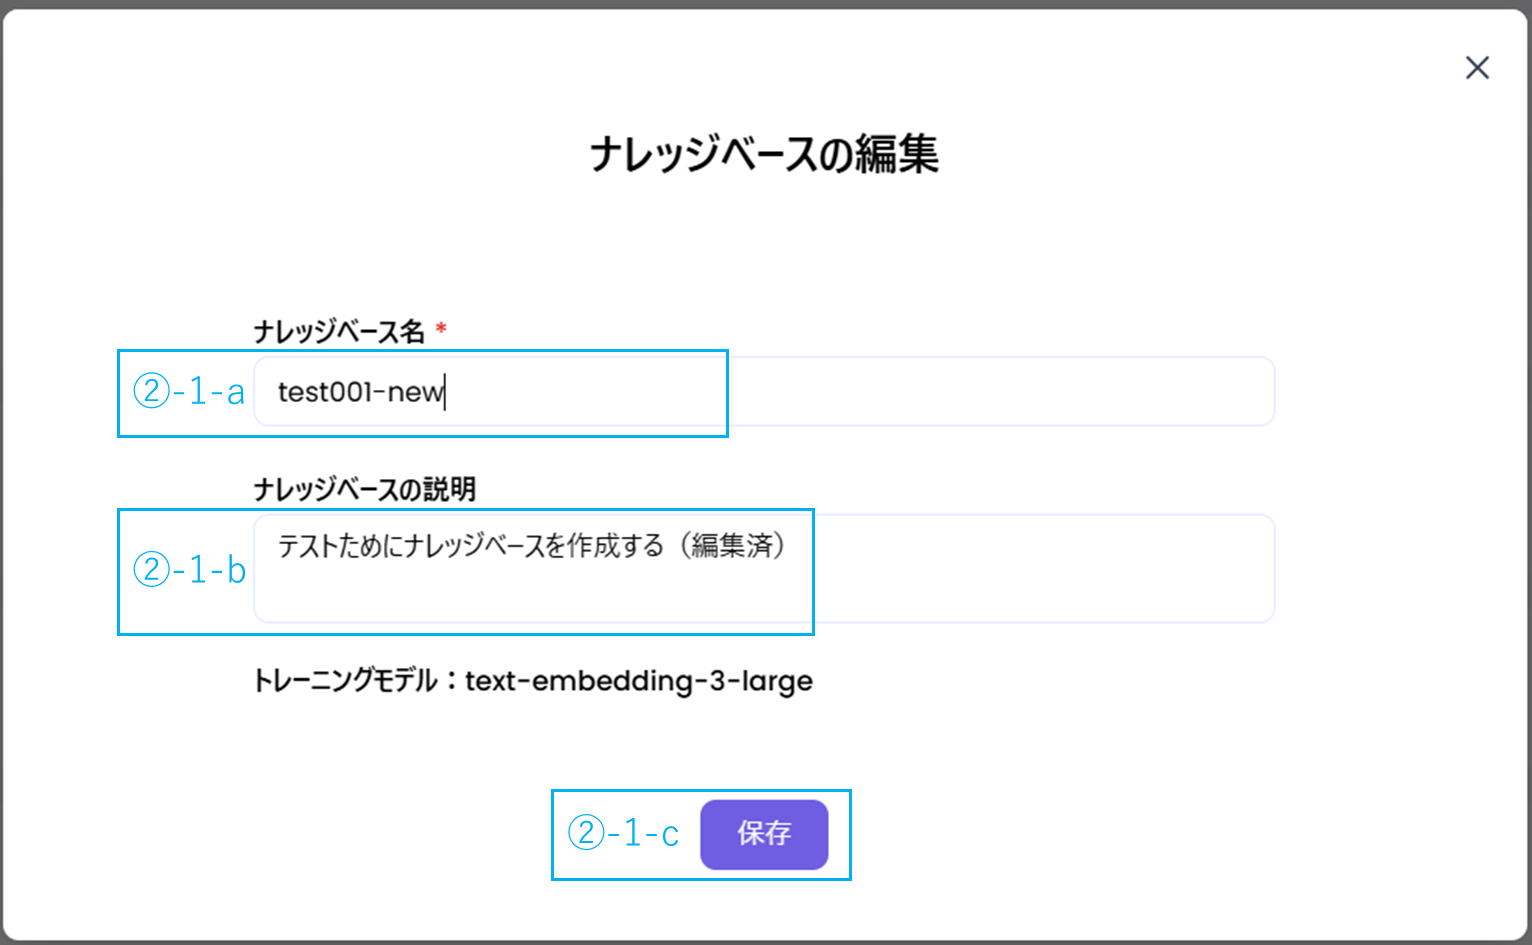 ナレッジベースの編集
ナレッジベース名 *
②-1-a test001-new
ナレッジベースの説明
②-1-b テストためにナレッジベースを作成する（編集済）
トレーニングモデル：text-embedding-3-large
②-1-c 保存